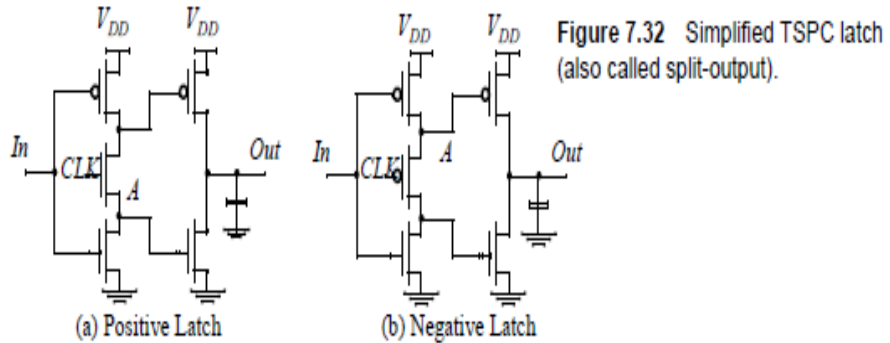 V_DD V_DD V_DD V_DD
Figure 7.32 Simplified TSPC latch
(also called split-output).
In CLK A Out In CLK A Out
(a) Positive Latch (b) Negative Latch